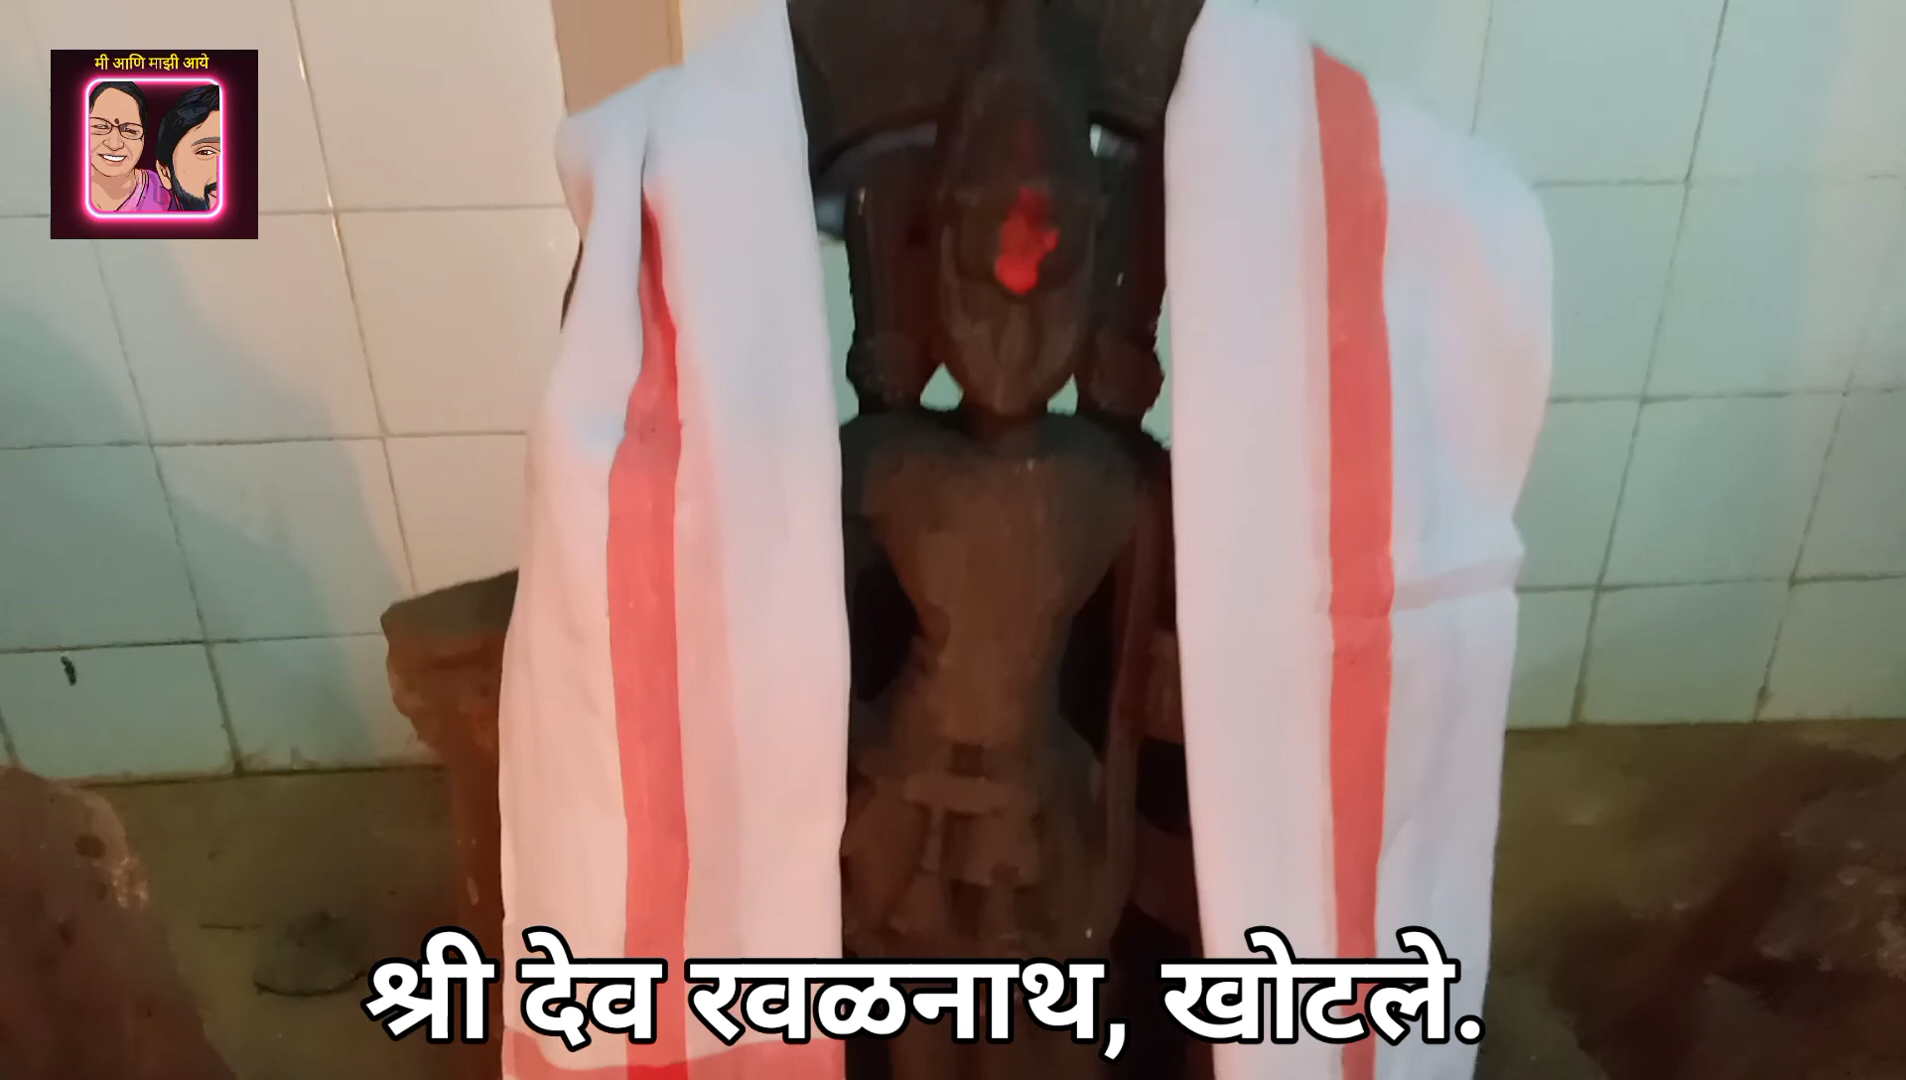 मी आणि माझी आये
श्री देव रवळनाथ, खोटले.